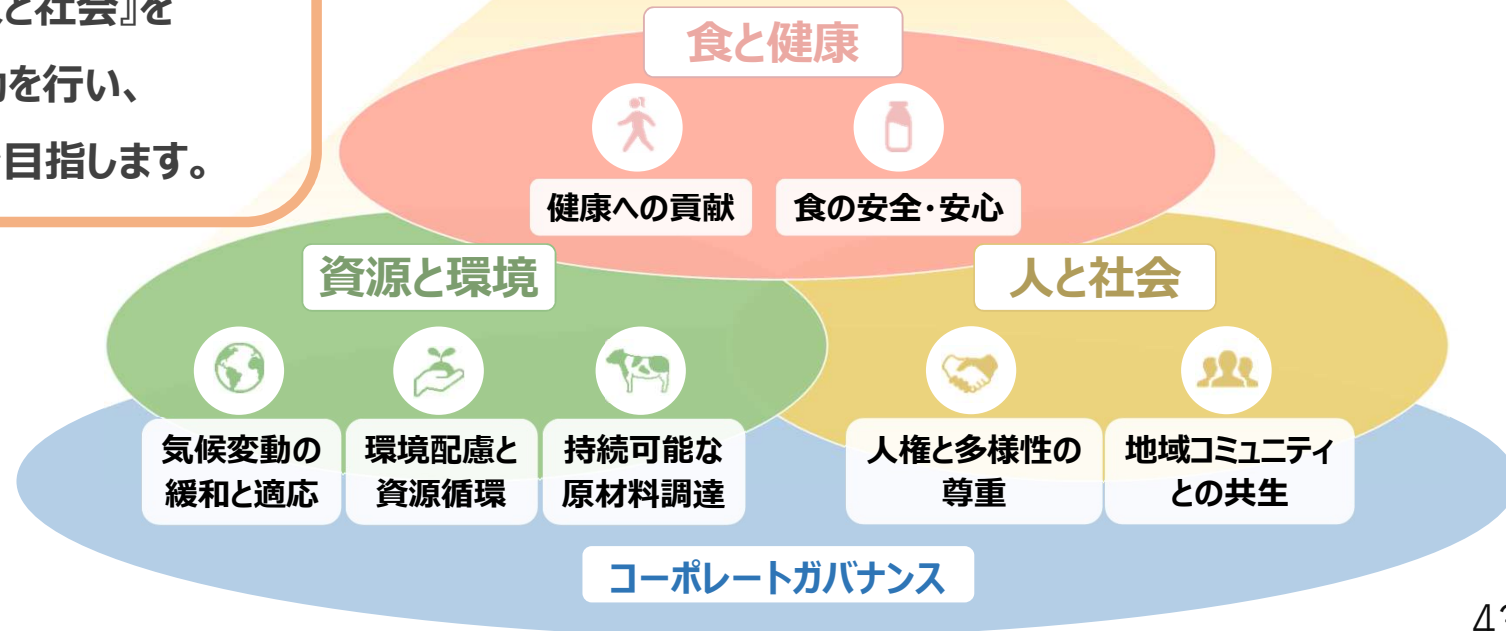 と社会』を
を行い、
目指します。
食と健康
健康への貢献
食の安全・安心
資源と環境
人と社会
気候変動の
緩和と適応
環境配慮と
資源循環
持続可能な
原材料調達
人権と多様性の
尊重
地域コミュニティ
との共生
コーポレートガバナンス